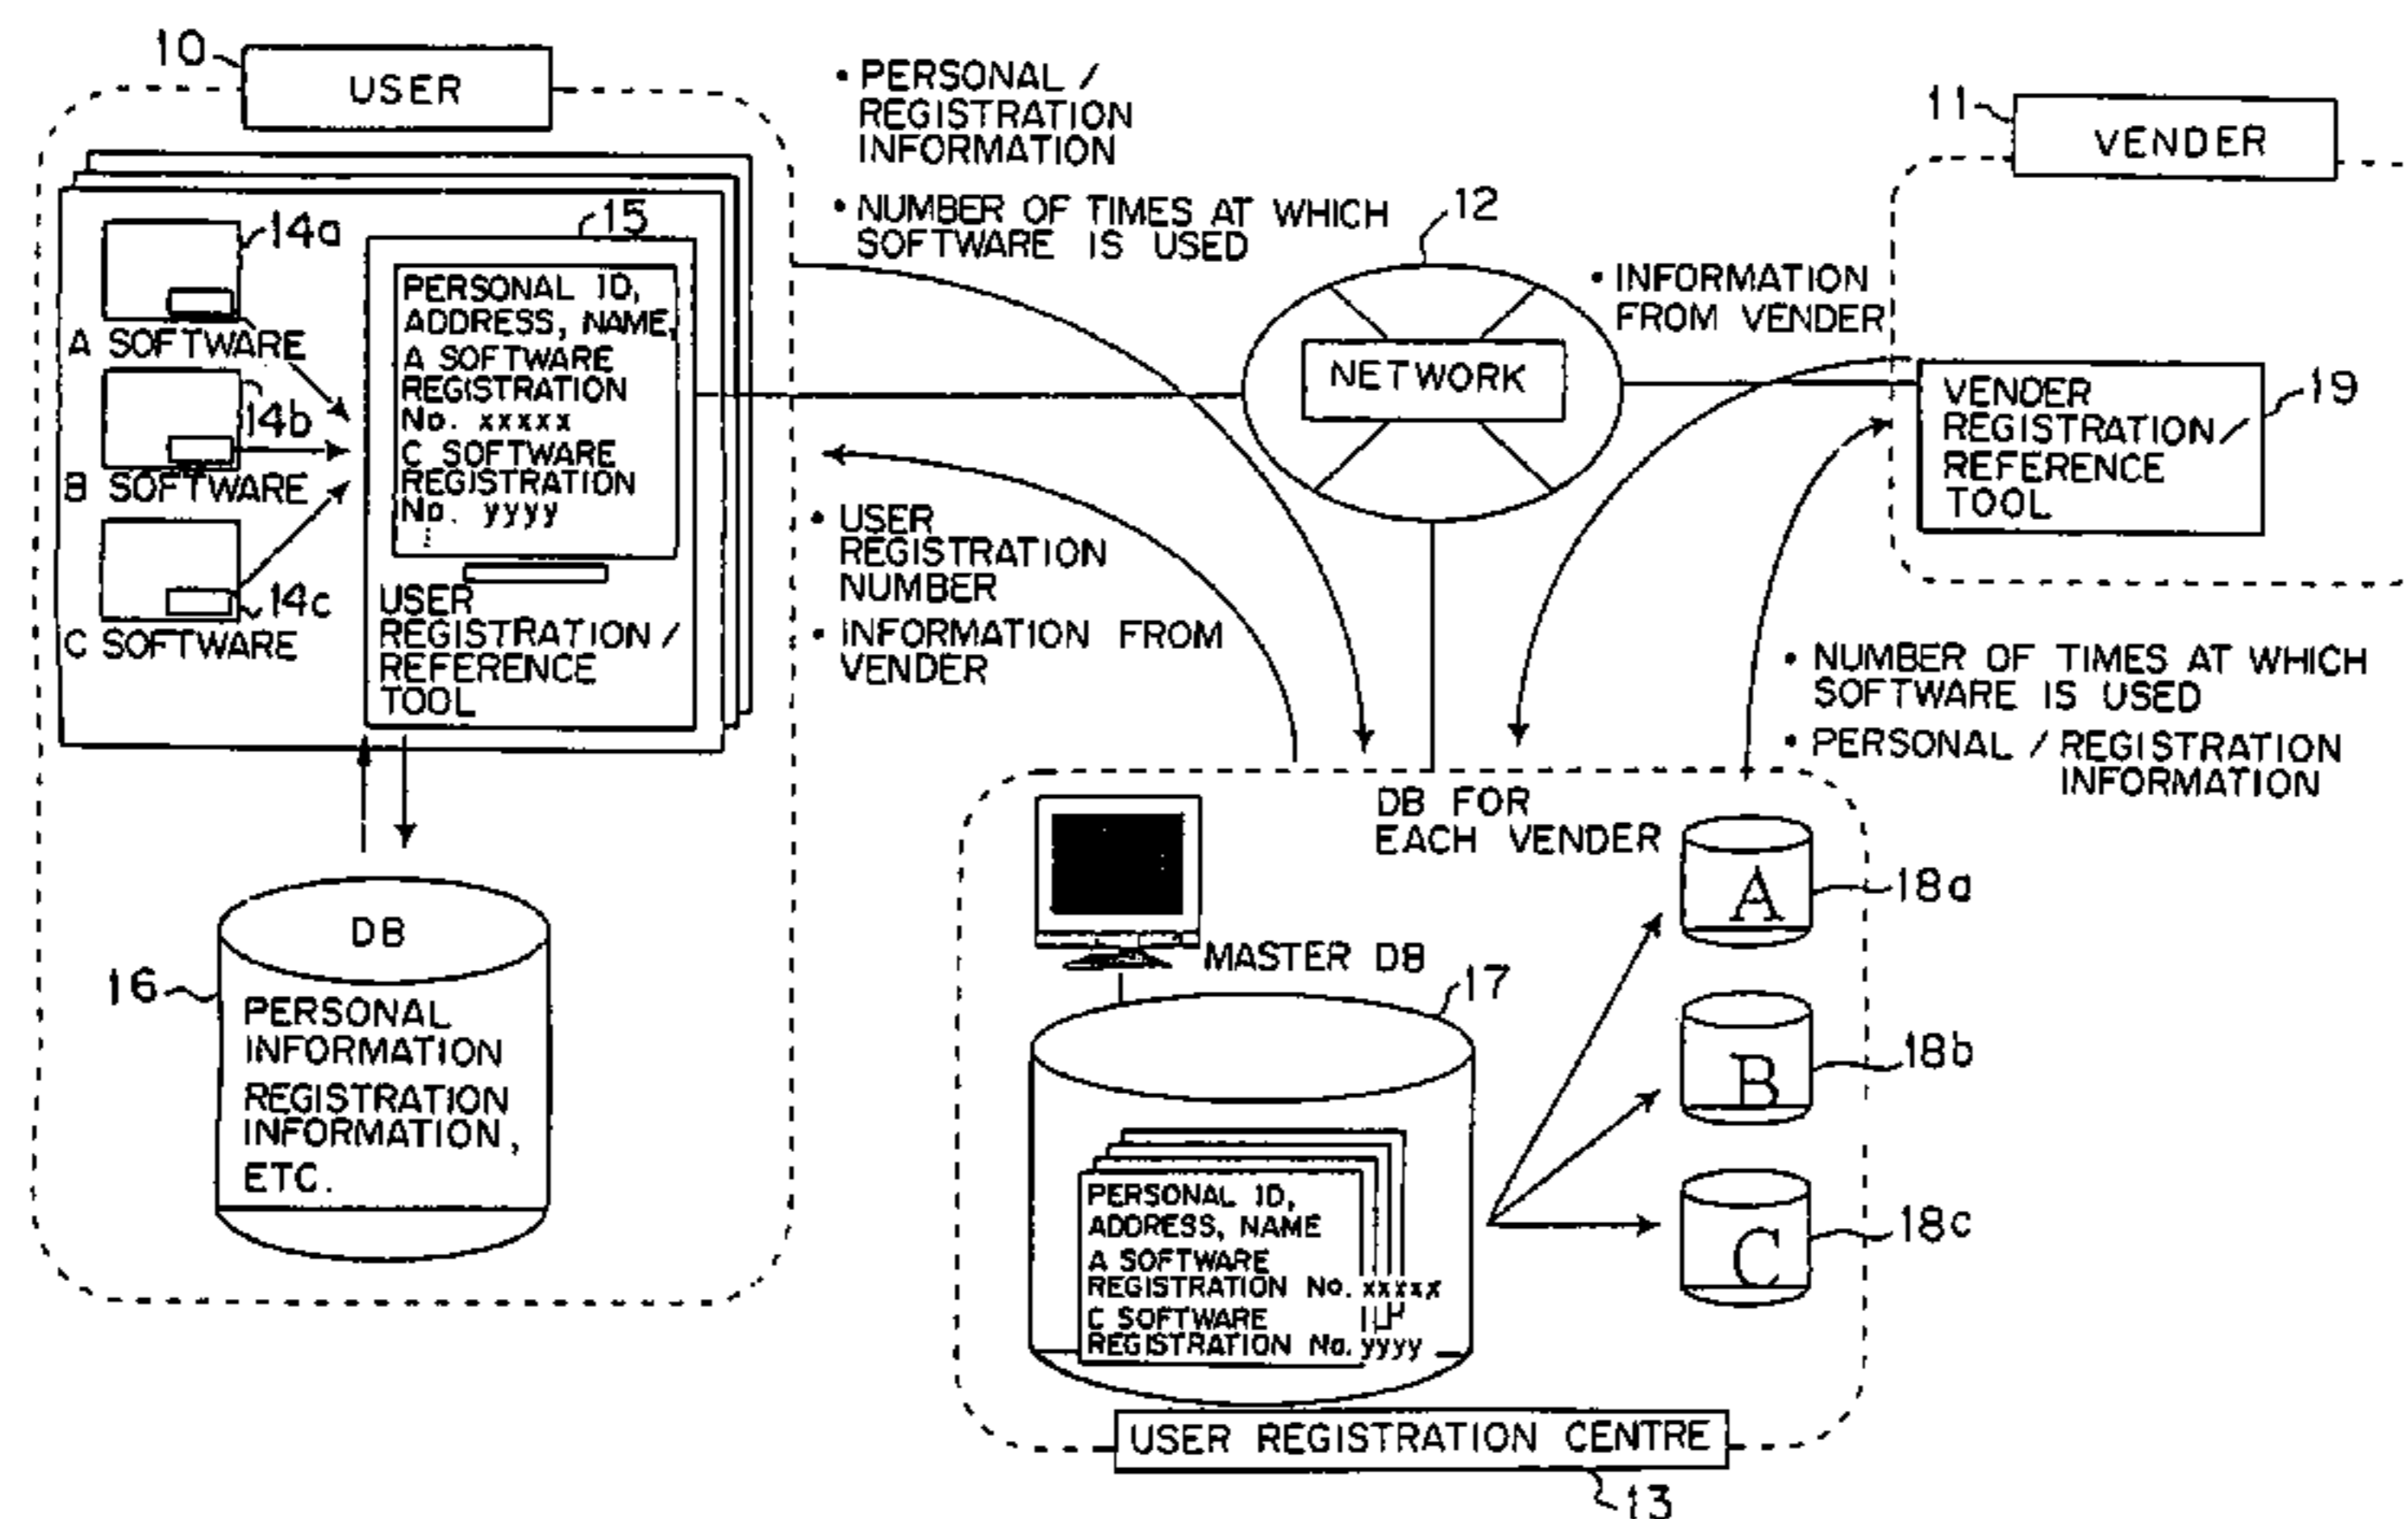 10
USER
14a
A SOFTWARE
14b
B SOFTWARE
14c
C SOFTWARE
15
PERSONAL ID,
ADDRESS, NAME,
A SOFTWARE
REGISTRATION
No. xxxxx
C SOFTWARE
REGISTRATION
No. yyyy
USER
REGISTRATION /
REFERENCE
TOOL
16
DB
PERSONAL
INFORMATION
REGISTRATION
INFORMATION,
ETC.
• PERSONAL /
REGISTRATION
INFORMATION
• NUMBER OF TIMES AT WHICH
SOFTWARE IS USED
• USER
REGISTRATION
NUMBER
• INFORMATION FROM
VENDER
12
NETWORK
• INFORMATION
FROM VENDER
11
VENDER
VENDER
REGISTRATION /
REFERENCE
TOOL
19
• NUMBER OF TIMES AT WHICH
SOFTWARE IS USED
• PERSONAL / REGISTRATION
INFORMATION
DB FOR
EACH VENDER
MASTER DB
17
PERSONAL ID,
ADDRESS, NAME
A SOFTWARE
REGISTRATION No. xxxxx
C SOFTWARE
REGISTRATION No. yyyy
A
18a
B
18b
C
18c
USER REGISTRATION CENTRE
13